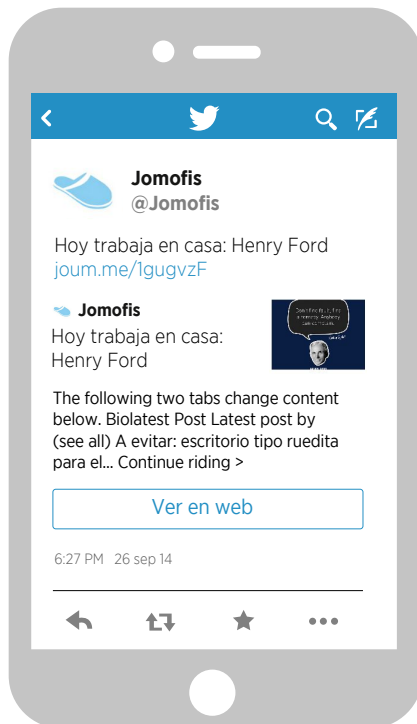 Jomofis
@Jomofis
Hoy trabaja en casa: Henry Ford
joum.me/1gugvzF
Jomofis
Hoy trabaja en casa:
Henry Ford
The following two tabs change content
below. Biolatest Post Latest post by
(see all) A evitar: escritorio tipo ruedita
para el... Continue riding >
Ver en web
6:27 PM 26 sep 14